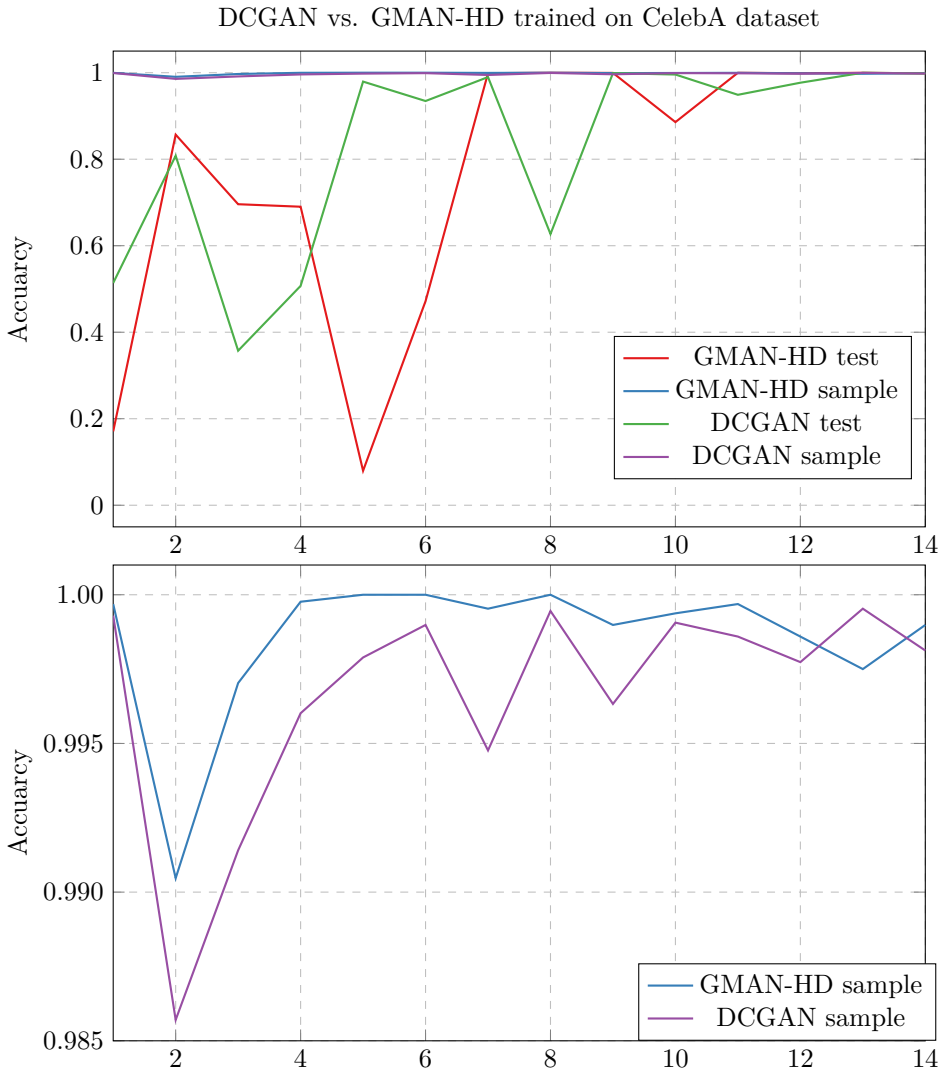 DCGAN vs. GMAN-HD trained on CelebA dataset
1
0.8
0.6
0.4
0.2
0
Accuarcy
GMAN-HD test
GMAN-HD sample
DCGAN test
DCGAN sample
2 4 6 8 10 12 14
1.00
0.995
0.990
0.985
Accuarcy
GMAN-HD sample
DCGAN sample
2 4 6 8 10 12 14